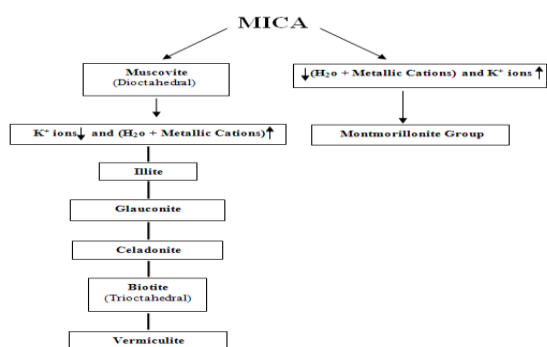 MICA
Muscovite
(Dioctahedral)
↓(H₂o + Metallic Cations) and K⁺ ions↑
K⁺ ions↓ and (H₂o + Metallic Cations)↑
Montmorillonite Group
Illite
Glauconite
Celadonite
Biotite
(Trioctahedral)
Vermiculite